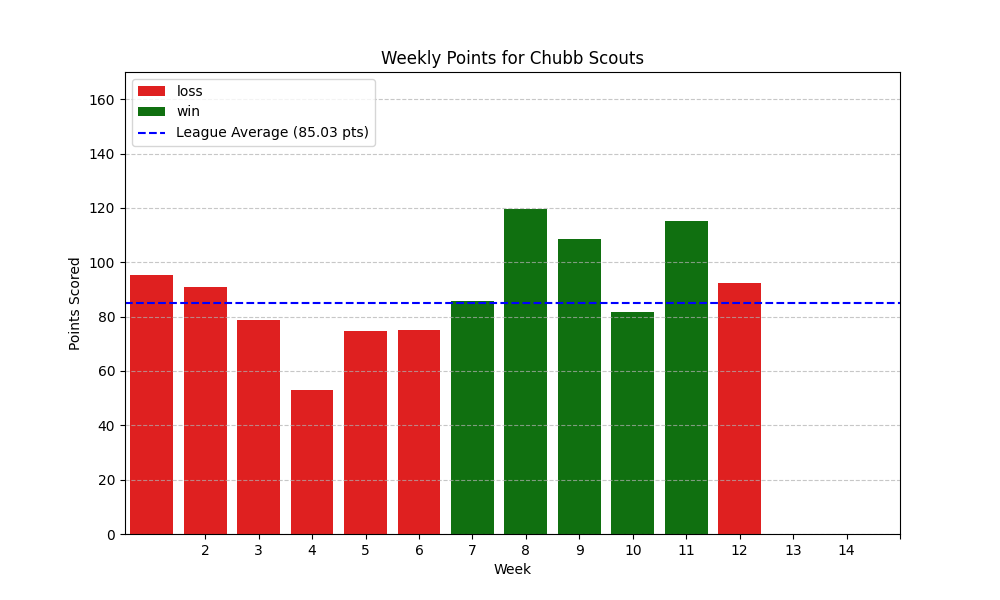 Weekly Points for Chubb Scouts
loss
win
League Average (85.03 pts)
Points Scored
160
140
120
100
80
60
40
20
0
2 3 4 5 6 7 8 9 10 11 12 13 14
Week